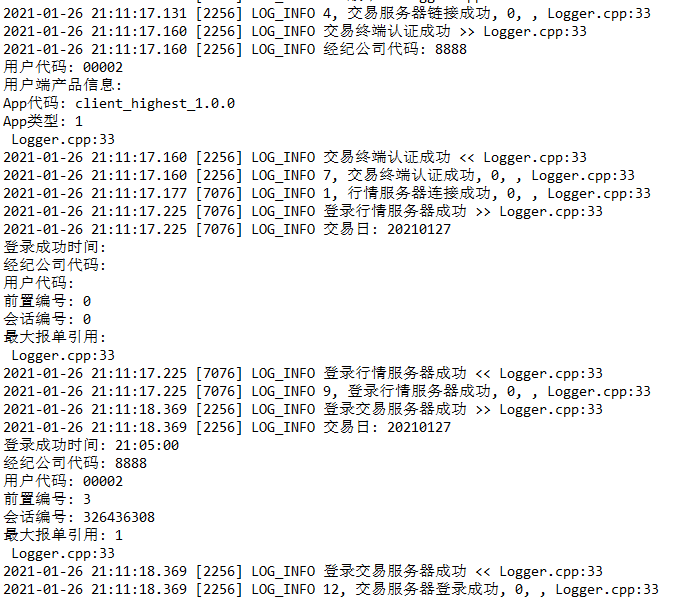 2021-01-26 21:11:17.131 [2256] LOG_INFO 4, 交易服务器链接成功, 0, , Logger.cpp:33
2021-01-26 21:11:17.160 [2256] LOG_INFO 交易终端认证成功 >> Logger.cpp:33
2021-01-26 21:11:17.160 [2256] LOG_INFO 经纪公司代码: 8888
用户代码: 00002
用户端产品信息:
App代码: client_highest_1.0.0
App类型: 1
Logger.cpp:33
2021-01-26 21:11:17.160 [2256] LOG_INFO 交易终端认证成功 << Logger.cpp:33
2021-01-26 21:11:17.160 [2256] LOG_INFO 7, 交易终端认证成功, 0, , Logger.cpp:33
2021-01-26 21:11:17.177 [7076] LOG_INFO 1, 行情服务器连接成功, 0, , Logger.cpp:33
2021-01-26 21:11:17.225 [7076] LOG_INFO 登录行情服务器成功 >> Logger.cpp:33
2021-01-26 21:11:17.225 [7076] LOG_INFO 交易日: 20210127
登录成功时间:
经纪公司代码:
用户代码:
前置编号: 0
会话编号: 0
最大报单引用:
Logger.cpp:33
2021-01-26 21:11:17.225 [7076] LOG_INFO 登录行情服务器成功 << Logger.cpp:33
2021-01-26 21:11:17.225 [7076] LOG_INFO 9, 登录行情服务器成功, 0, , Logger.cpp:33
2021-01-26 21:11:18.369 [2256] LOG_INFO 登录交易服务器成功 >> Logger.cpp:33
2021-01-26 21:11:18.369 [2256] LOG_INFO 交易日: 20210127
登录成功时间: 21:05:00
经纪公司代码: 8888
用户代码: 00002
前置编号: 3
会话编号: 326436308
最大报单引用: 1
Logger.cpp:33
2021-01-26 21:11:18.369 [2256] LOG_INFO 登录交易服务器成功 << Logger.cpp:33
2021-01-26 21:11:18.369 [2256] LOG_INFO 12, 交易服务器登录成功, 0, , Logger.cpp:33